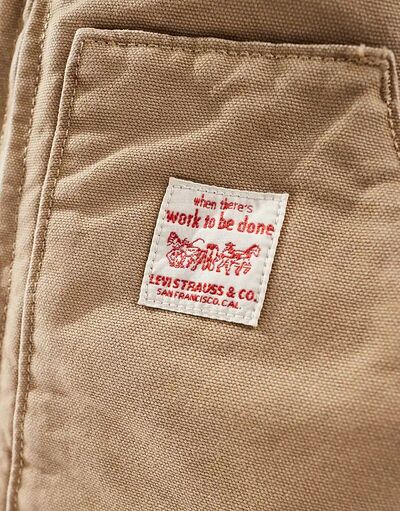 when there's
work to be done
LEVI STRAUSS & CO.
SAN FRANCISCO, CAL.